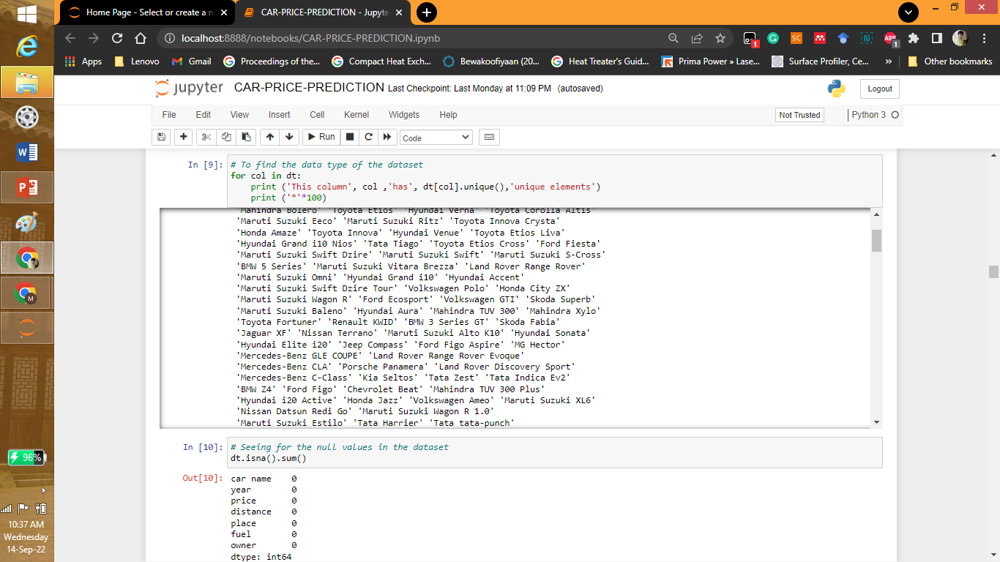 Home Page - Select or create a n
CAR-PRICE-PREDICTION - Jupyte
localhost:8888/notebooks/CAR-PRICE-PREDICTION.ipynb
1
SC
ABP
1
Apps
Lenovo
Gmail
Proceedings of the...
Compact Heat Exch...
Bewakoofiyaan (20...
Heat Treater's Guid...
Prima Power » Lase...
Surface Profiler, Ce...
»
Other bookmarks
jupyter
CAR-PRICE-PREDICTION Last Checkpoint: Last Monday at 11:09 PM (autosaved)
Logout
File Edit View Insert Cell Kernel Widgets Help
Not Trusted
Python 3
Run
Code
In [9]: # To find the data type of the dataset
for col in dt:
print ('This column', col ,'has', dt[col].unique(),'unique elements')
print ('*'*100)
'Mahindra Bolero' 'Toyota Etios' 'Hyundai Verna' 'Toyota Corolla Altis'
'Maruti Suzuki Eeco' 'Maruti Suzuki Ritz' 'Toyota Innova Crysta'
'Honda Amaze' 'Toyota Innova' 'Hyundai Venue' 'Toyota Etios Liva'
'Hyundai Grand i10 Nios' 'Tata Tiago' 'Toyota Etios Cross' 'Ford Fiesta'
'Maruti Suzuki Swift Dzire' 'Maruti Suzuki Swift' 'Maruti Suzuki S-Cross'
'BMW 5 Series' 'Maruti Suzuki Vitara Brezza' 'Land Rover Range Rover'
'Maruti Suzuki Omni' 'Hyundai Grand i10' 'Hyundai Accent'
'Maruti Suzuki Swift Dzire Tour' 'Volkswagen Polo' 'Honda City ZX'
'Maruti Suzuki Wagon R' 'Ford Ecosport' 'Volkswagen GTI' 'Skoda Superb'
'Maruti Suzuki Baleno' 'Hyundai Aura' 'Mahindra TUV 300' 'Mahindra Xylo'
'Toyota Fortuner' 'Renault KWID' 'BMW 3 Series GT' 'Skoda Fabia'
'Jaguar XF' 'Nissan Terrano' 'Maruti Suzuki Alto K10' 'Hyundai Sonata'
'Hyundai Elite i20' 'Jeep Compass' 'Ford Figo Aspire' 'MG Hector'
'Mercedes-Benz GLE COUPE' 'Land Rover Range Rover Evoque'
'Mercedes-Benz CLA' 'Porsche Panamera' 'Land Rover Discovery Sport'
'Mercedes-Benz C-Class' 'Kia Seltos' 'Tata Zest' 'Tata Indica Ev2'
'BMW Z4' 'Ford Figo' 'Chevrolet Beat' 'Mahindra TUV 300 Plus'
'Hyundai i20 Active' 'Honda Jazz' 'Volkswagen Ameo' 'Maruti Suzuki XL6'
'Nissan Datsun Redi Go' 'Maruti Suzuki Wagon R 1.0'
'Maruti Suzuki Estilo' 'Tata Harrier' 'Tata tata-punch'
In [10]: # Seeing for the null values in the dataset
dt.isna().sum()
Out[10]: car name 0
year 0
price 0
distance 0
place 0
fuel 0
owner 0
dtype: int64
96%
10:37 AM
Wednesday
14-Sep-22